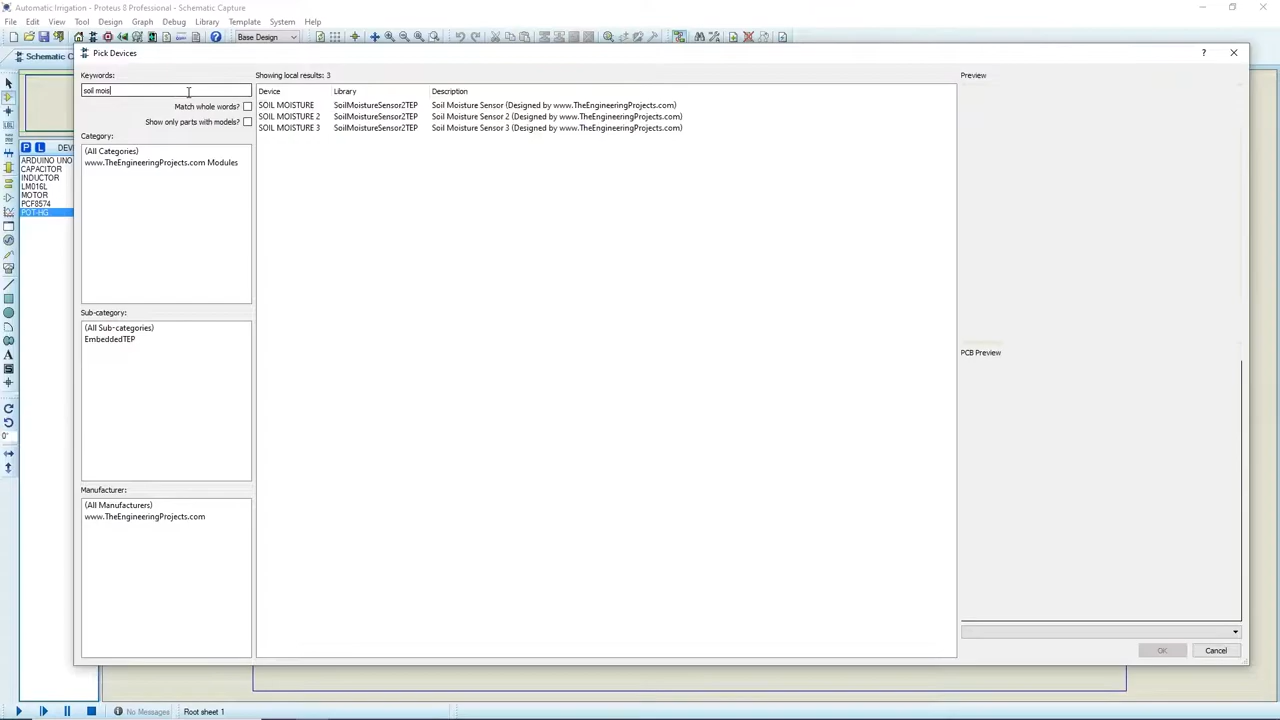 Automatic Irrigation - Proteus 8 Professional - Schematic Capture
File Edit View Tool Design Graph Debug Library Template System Help
Base Design
Schematic C
Pick Devices
? ×
Keywords:
soil mois
Match whole words?
Show only parts with models?
Category:
(All Categories)
www.TheEngineeringProjects.com Modules
Sub-category:
(All Sub-categories)
EmbeddedTEP
Manufacturer:
(All Manufacturers)
www.TheEngineeringProjects.com
Showing local results: 3
Device Library Description
SOIL MOISTURE SoilMoistureSensor2TEP Soil Moisture Sensor (Designed by www.TheEngineeringProjects.com)
SOIL MOISTURE 2 SoilMoistureSensor2TEP Soil Moisture Sensor 2 (Designed by www.TheEngineeringProjects.com)
SOIL MOISTURE 3 SoilMoistureSensor2TEP Soil Moisture Sensor 3 (Designed by www.TheEngineeringProjects.com)
Preview
PCB Preview
OK Cancel
P L DEV
ARDUINO UNO
CAPACITOR
INDUCTOR
LM016L
MOTOR
PCF8574
POT-HG
LBL
A
0°
No Messages Root sheet 1